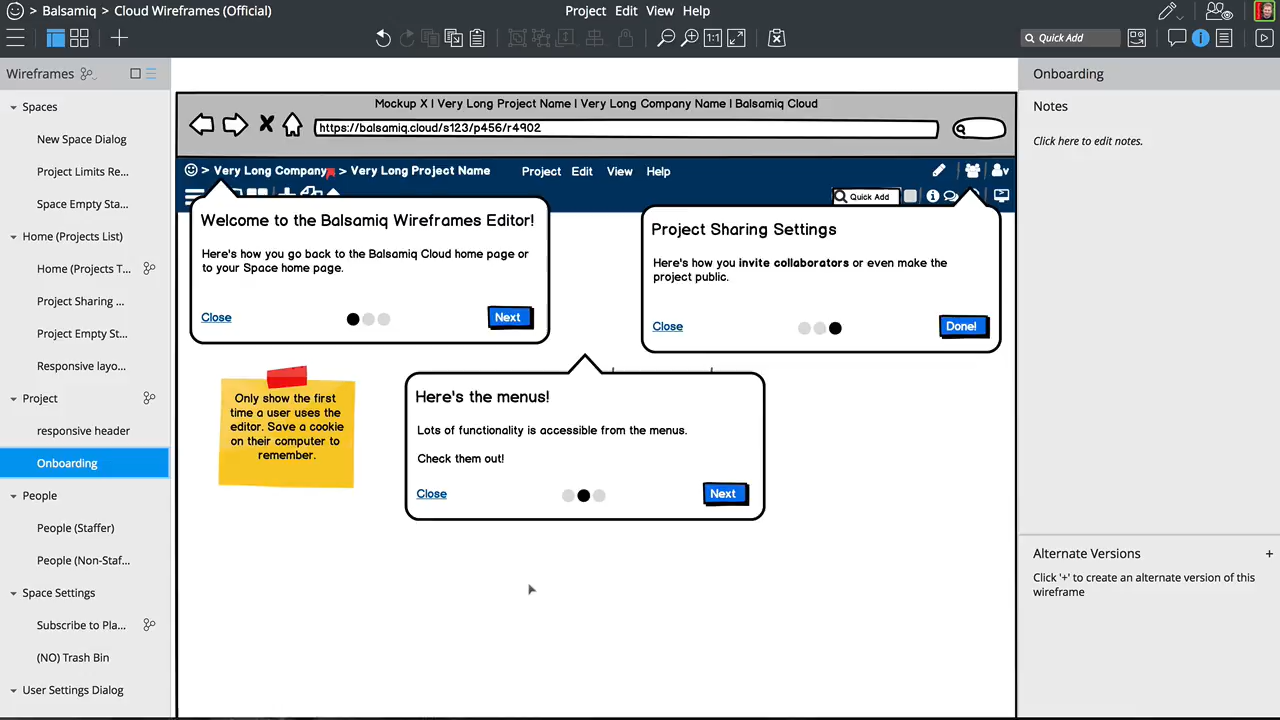 Balsamiq > Cloud Wireframes (Official)
Project Edit View Help
1:1
Quick Add
Wireframes
Spaces
New Space Dialog
Project Limits Re...
Space Empty Sta...
Home (Projects List)
Home (Projects T...
Project Sharing ...
Project Empty St...
Responsive layo...
Project
responsive header
Onboarding
People
People (Staffer)
People (Non-Staf...
Space Settings
Subscribe to Pla...
(NO) Trash Bin
User Settings Dialog
Mockup X | Very Long Project Name | Very Long Company Name | Balsamiq Cloud
https://balsamiq.cloud/s123/p456/r4902
> Very Long Company > Very Long Project Name
Project Edit View Help
Quick Add
Welcome to the Balsamiq Wireframes Editor!
Here's how you go back to the Balsamiq Cloud home page or
to your Space home page.
Close
Next
Project Sharing Settings
Here's how you invite collaborators or even make the
project public.
Close
Done!
Only show the first
time a user uses the
editor. Save a cookie
on their computer to
remember.
Here's the menus!
Lots of functionality is accessible from the menus.
Check them out!
Close
Next
Onboarding
Notes
Click here to edit notes.
Alternate Versions
Click '+' to create an alternate version of this
wireframe